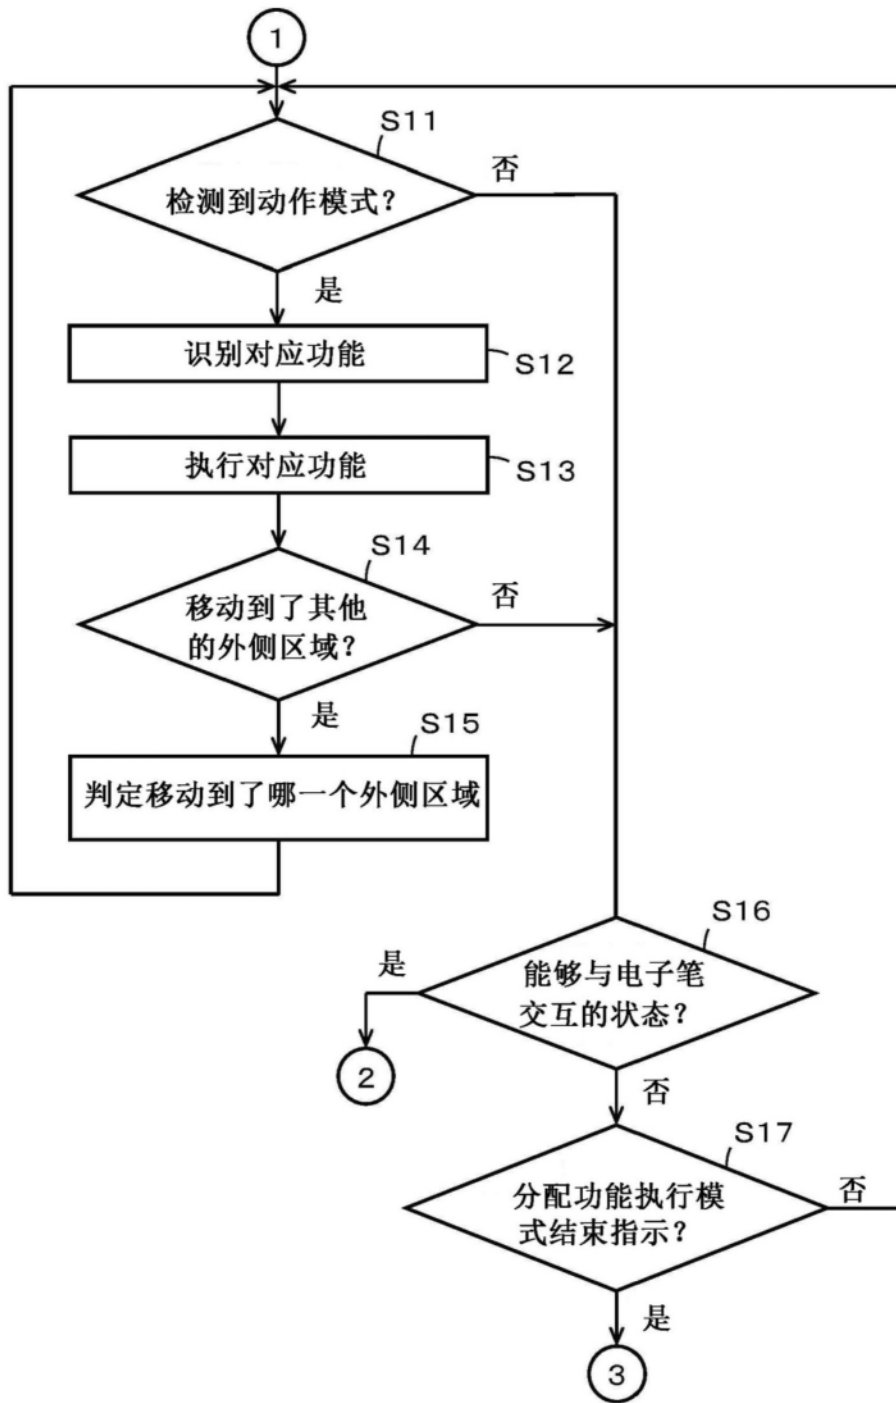 1
S11
否
检测到动作模式？
是
识别对应功能
S12
执行对应功能
S13
S14
否
移动到了其他
的外侧区域？
是
S15
判定移动到了哪一个外侧区域
S16
是
能够与电子笔
交互的状态？
2
否
S17
分配功能执行模
式结束指示？
否
是
3